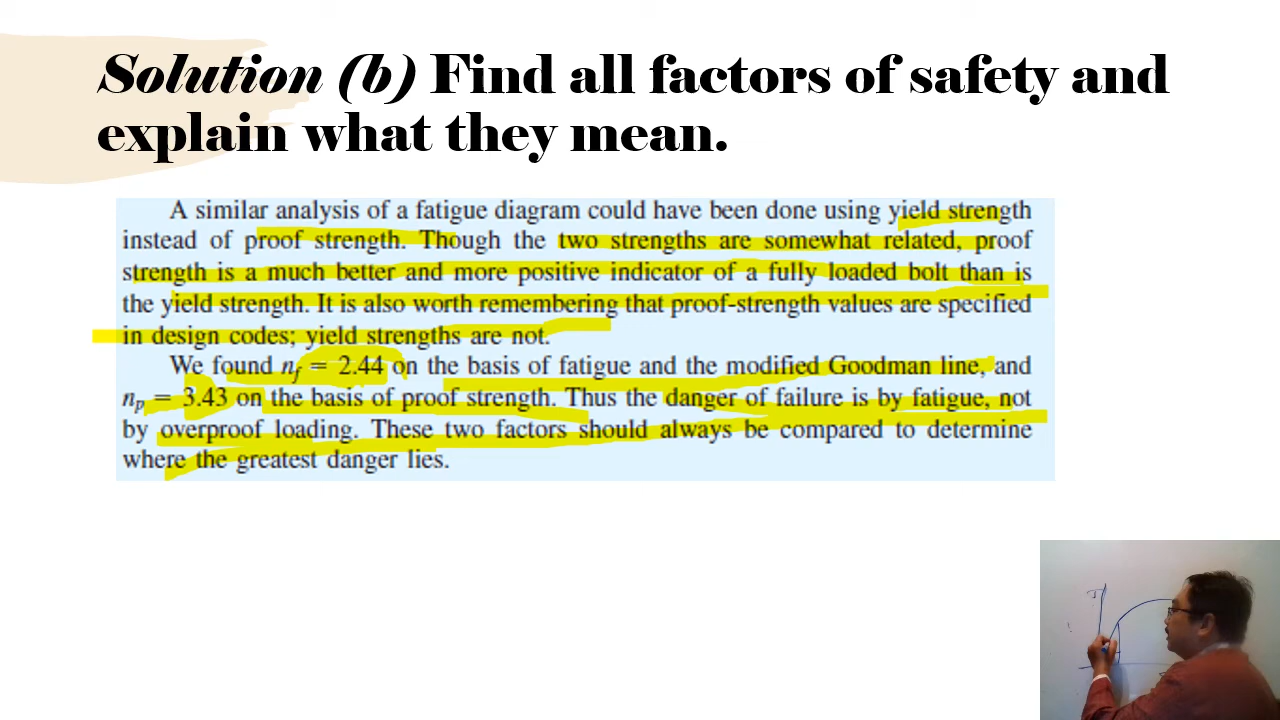 Solution (b) Find all factors of safety and
explain what they mean.
A similar analysis of a fatigue diagram could have been done using yield strength
instead of proof strength. Though the two strengths are somewhat related, proof
strength is a much better and more positive indicator of a fully loaded bolt than is
the yield strength. It is also worth remembering that proof-strength values are specified
in design codes; yield strengths are not.
We found nf = 2.44 on the basis of fatigue and the modified Goodman line, and
np = 3.43 on the basis of proof strength. Thus the danger of failure is by fatigue, not
by overproof loading. These two factors should always be compared to determine
where the greatest danger lies.